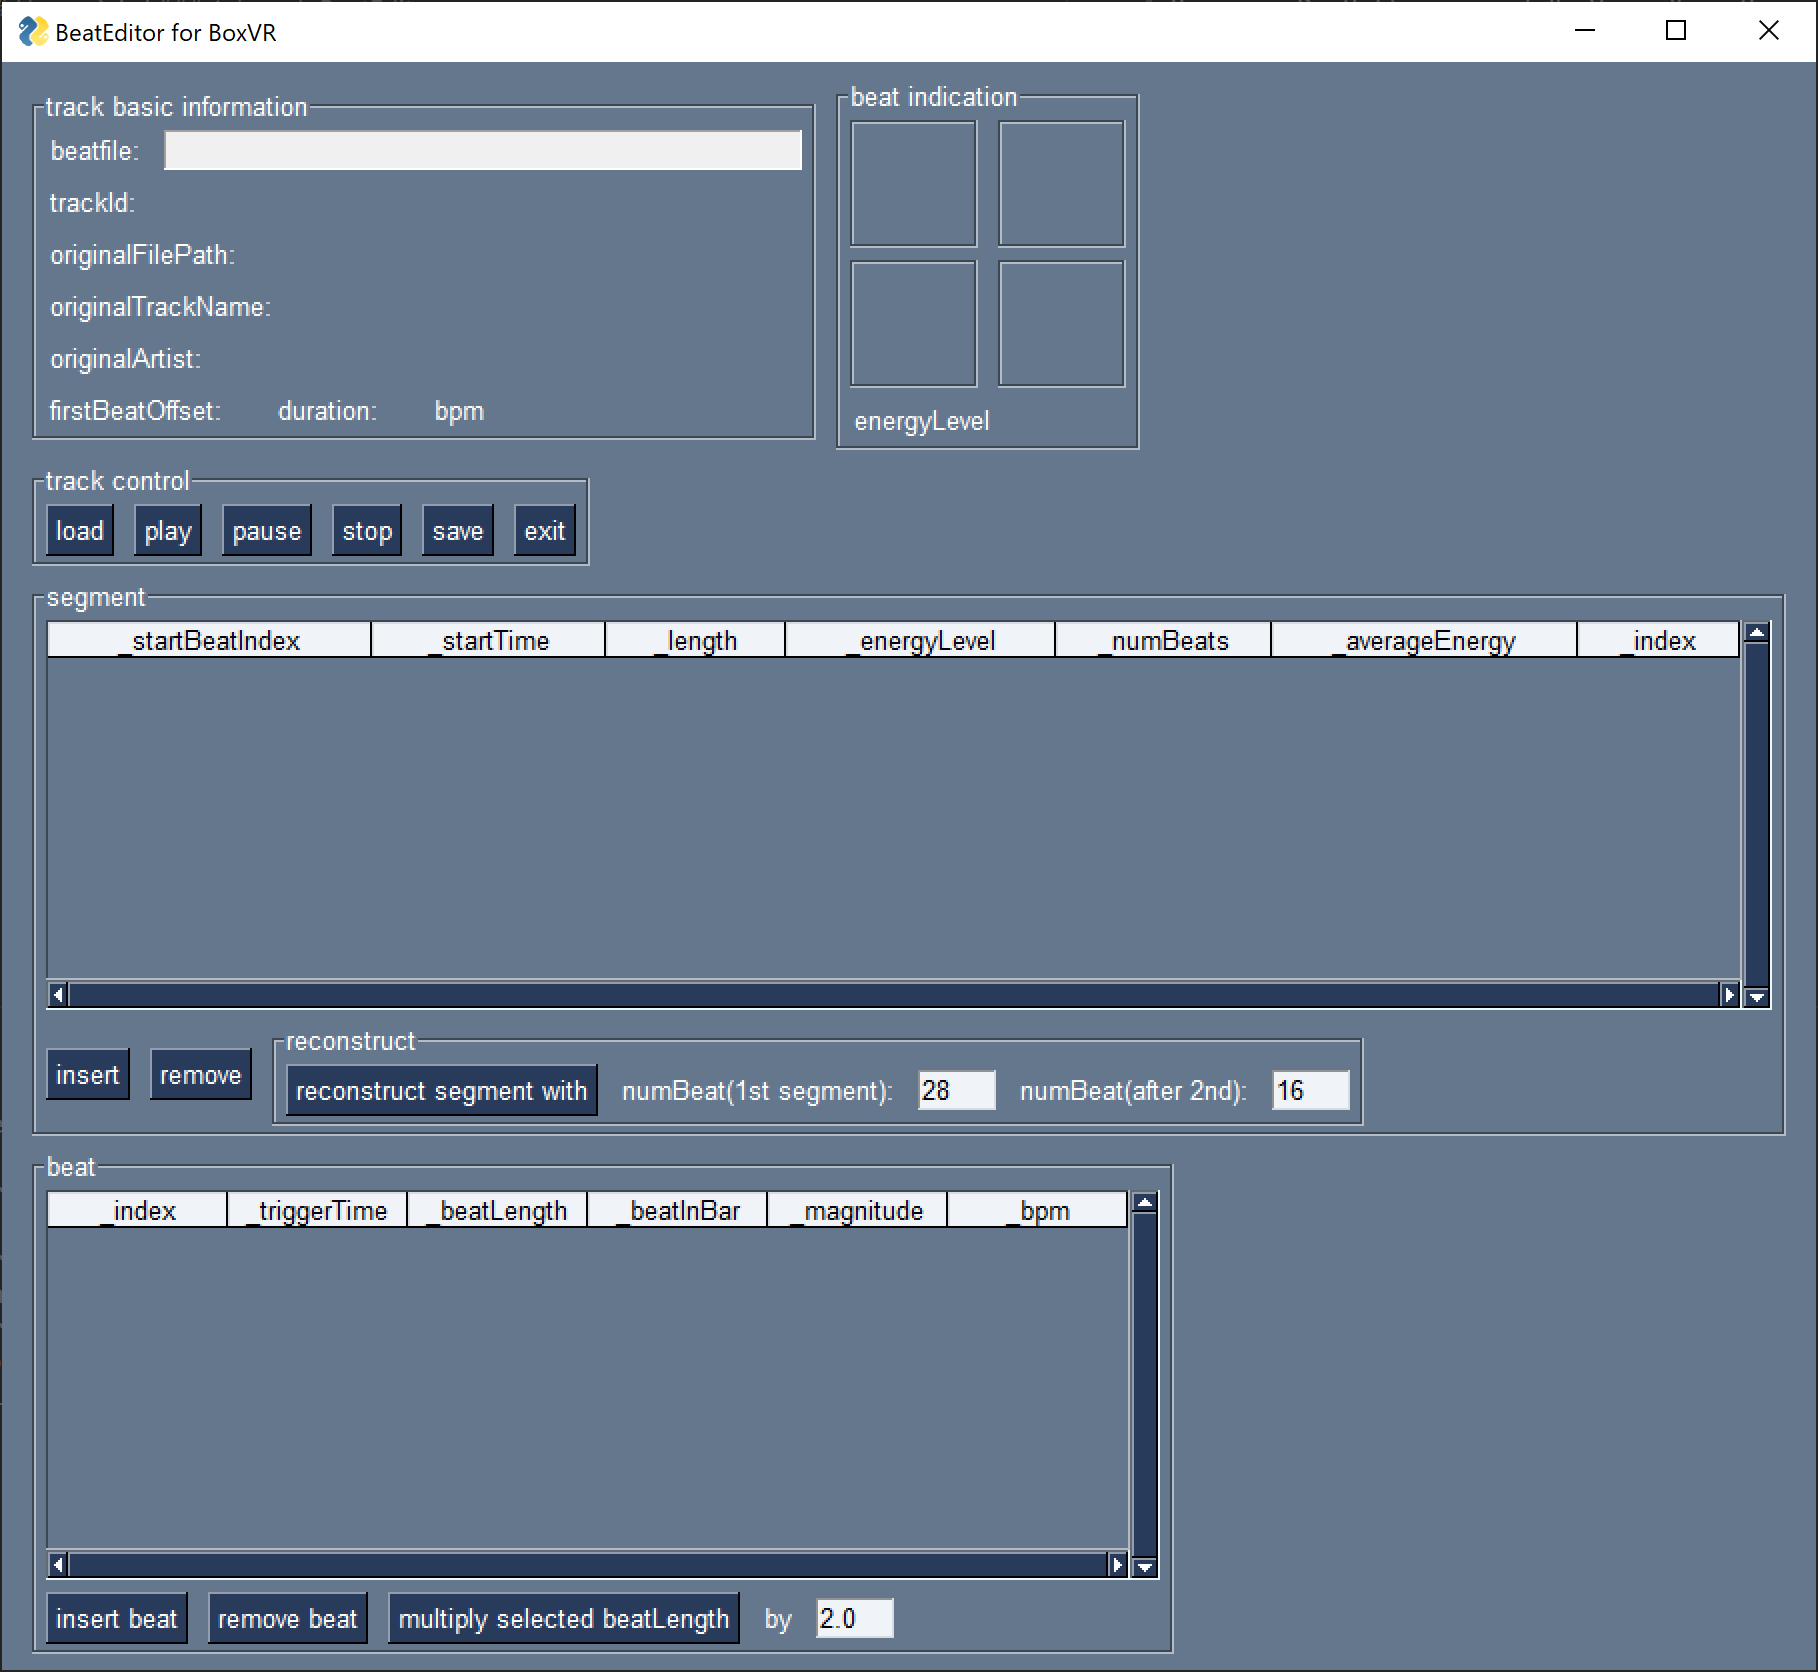 BeatEditor for BoxVR
track basic information
beatfile:
trackId:
originalFilePath:
originalTrackName:
originalArtist:
firstBeatOffset: duration: bpm
beat indication
energyLevel
track control
load play pause stop save exit
segment
_startBeatIndex _startTime _length _energyLevel _numBeats _averageEnergy _index
insert remove
reconstruct
reconstruct segment with numBeat(1st segment): 28 numBeat(after 2nd): 16
beat
_index _triggerTime _beatLength _beatInBar _magnitude _bpm
insert beat remove beat multiply selected beatLength by 2.0